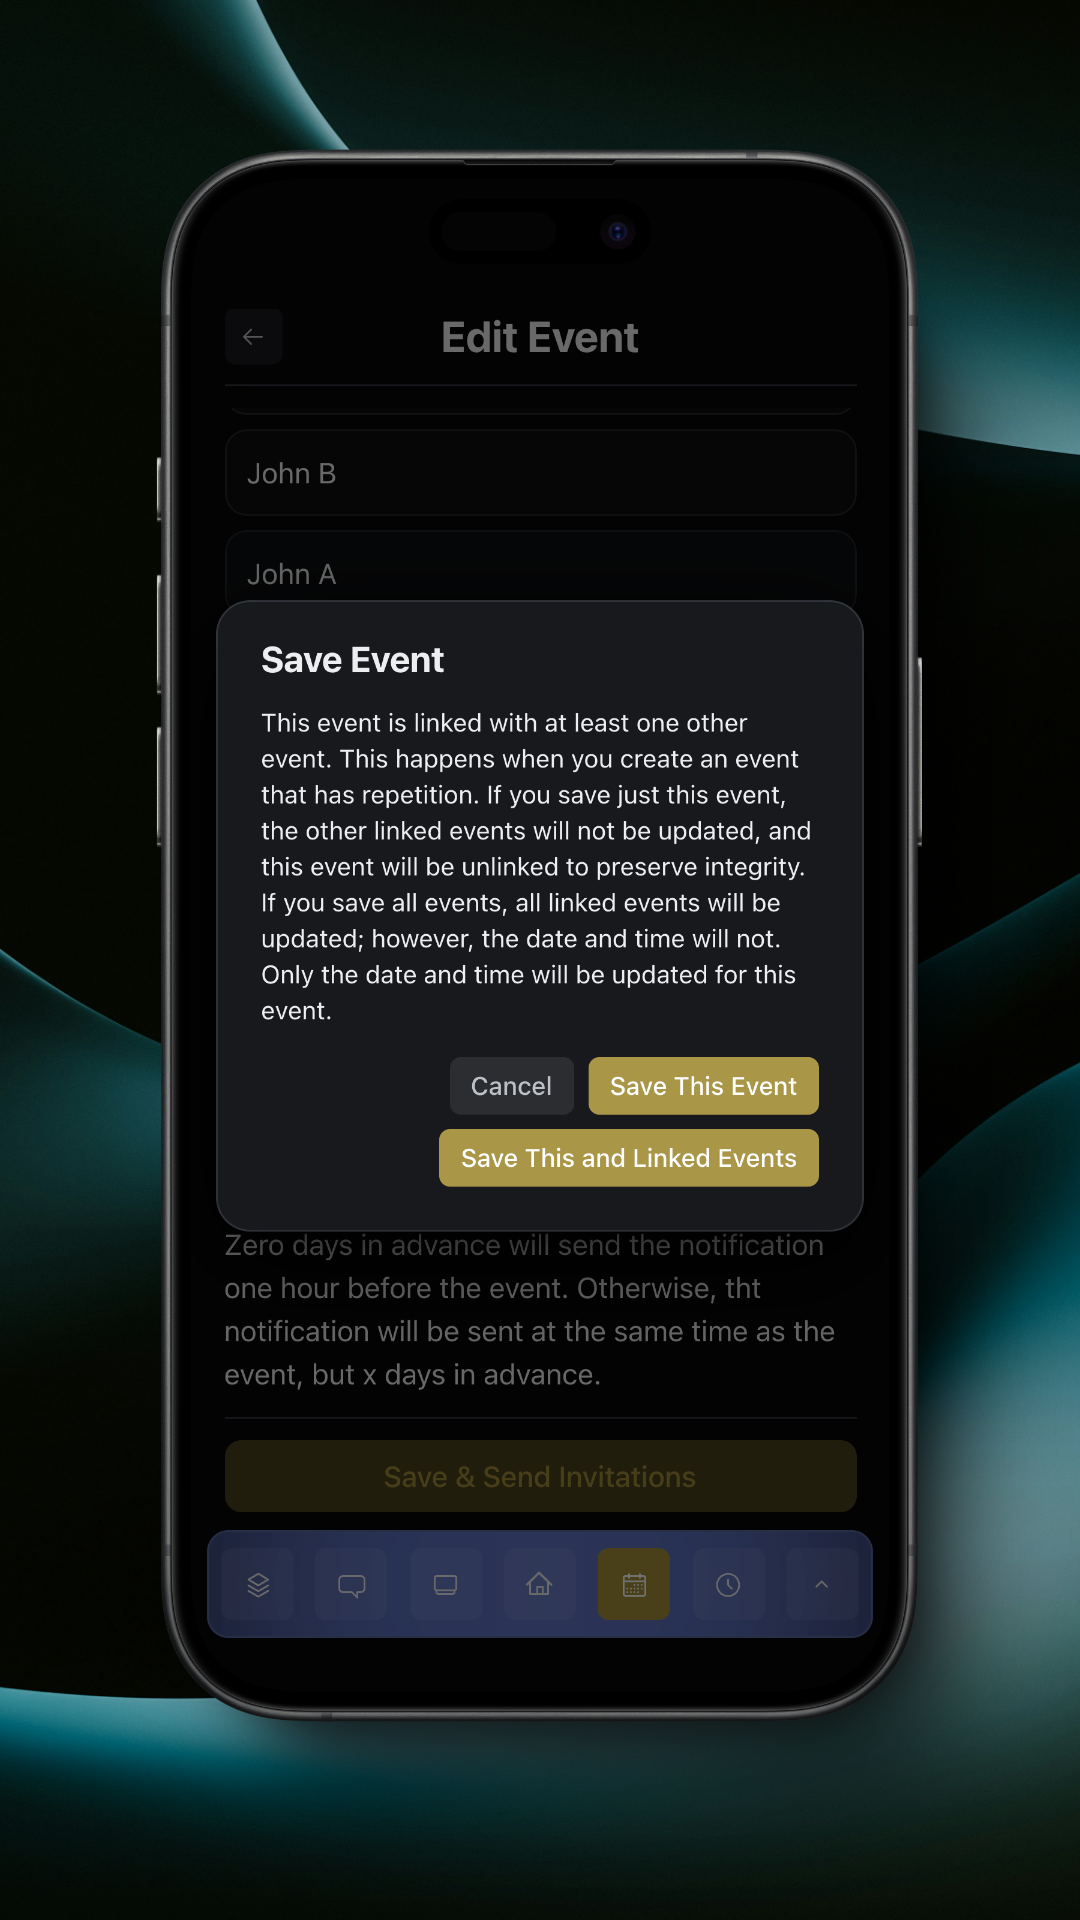 Edit Event
John B
John A
Save Event
This event is linked with at least one other
event. This happens when you create an event
that has repetition. If you save just this event,
the other linked events will not be updated, and
this event will be unlinked to preserve integrity.
If you save all events, all linked events will be
updated; however, the date and time will not.
Only the date and time will be updated for this
event.
Cancel
Save This Event
Save This and Linked Events
Zero days in advance will send the notification
one hour before the event. Otherwise, tht
notification will be sent at the same time as the
event, but x days in advance.
Save & Send Invitations